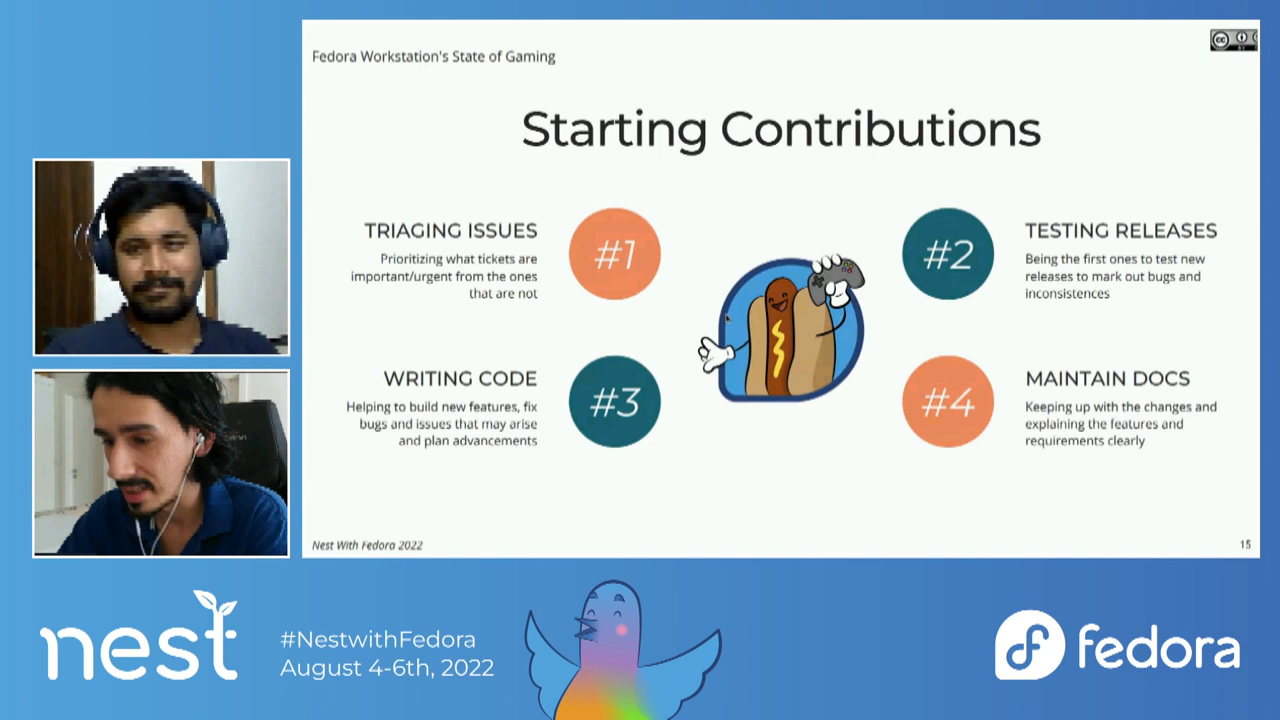 Fedora Workstation's State of Gaming
Starting Contributions
TRIAGING ISSUES
Prioritizing what tickets are
important/urgent from the ones
that are not
#1
#2
TESTING RELEASES
Being the first ones to test new
releases to mark out bugs and
inconsistences
WRITING CODE
Helping to build new features, fix
bugs and issues that may arise
and plan advancements
#3
#4
MAINTAIN DOCS
Keeping up with the changes and
explaining the features and
requirements clearly
Nest With Fedora 2022
15
nest
#NestwithFedora
August 4-6th, 2022
fedora